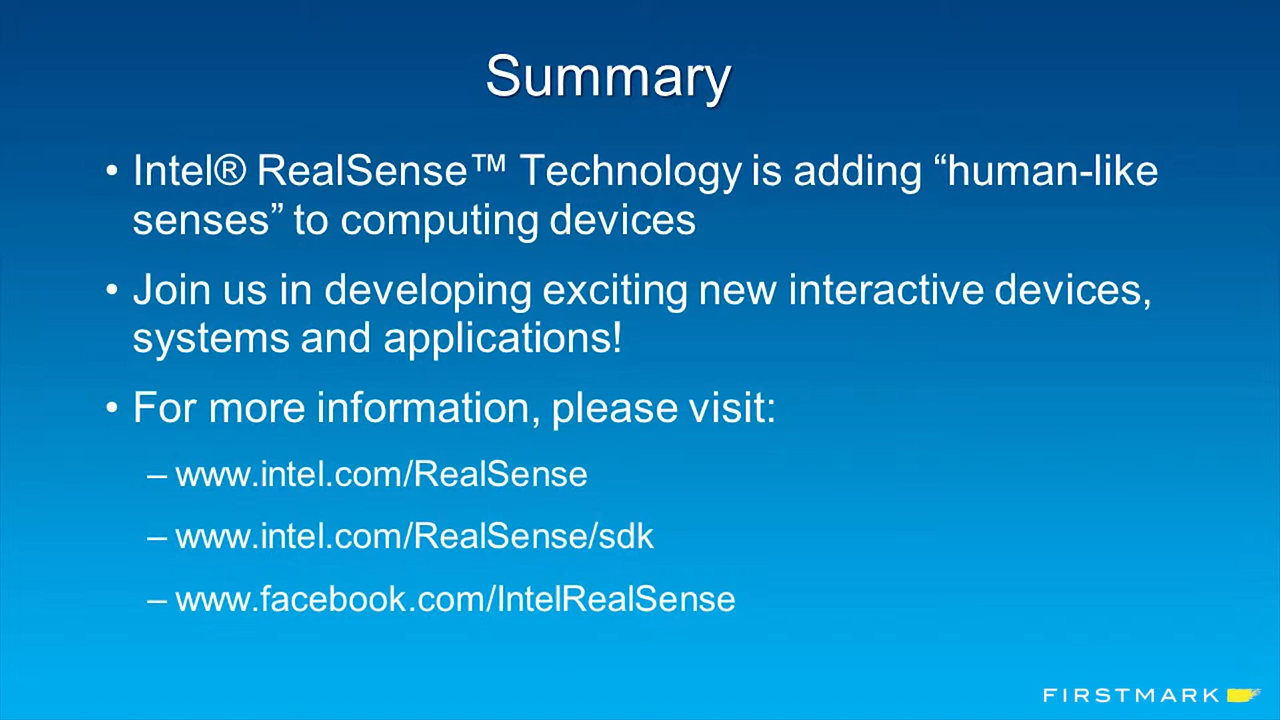 Summary
• Intel® RealSense™ Technology is adding “human-like
senses” to computing devices
• Join us in developing exciting new interactive devices,
systems and applications!
• For more information, please visit:
– www.intel.com/RealSense
– www.intel.com/RealSense/sdk
– www.facebook.com/IntelRealSense
FIRSTMARK